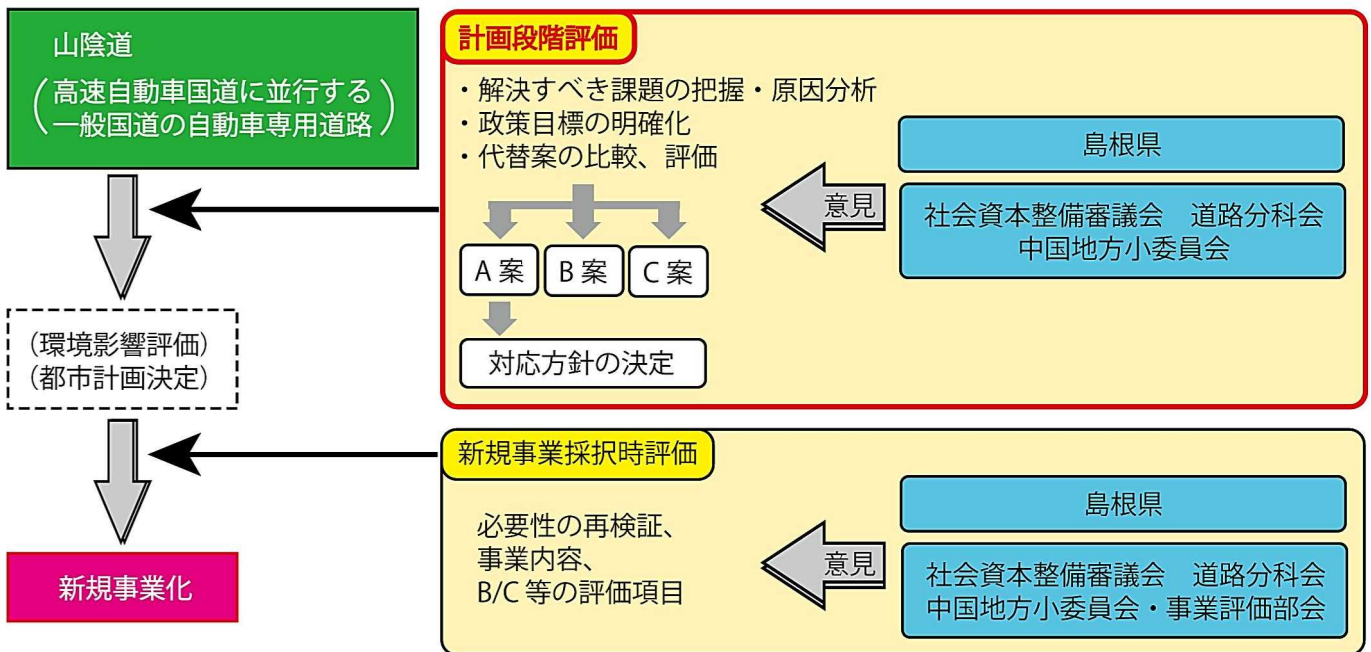 山陰道
(高速自動車国道に並行する
一般国道の自動車専用道路)
(環境影響評価)
(都市計画決定)
新規事業化
計画段階評価
・解決すべき課題の把握・原因分析
・政策目標の明確化
・代替案の比較、評価
A 案
B 案
C 案
対応方針の決定
意見
島根県
社会資本整備審議会　道路分科会
中国地方小委員会
新規事業採択時評価
必要性の再検証、
事業内容、
B/C 等の評価項目
意見
島根県
社会資本整備審議会　道路分科会
中国地方小委員会・事業評価部会